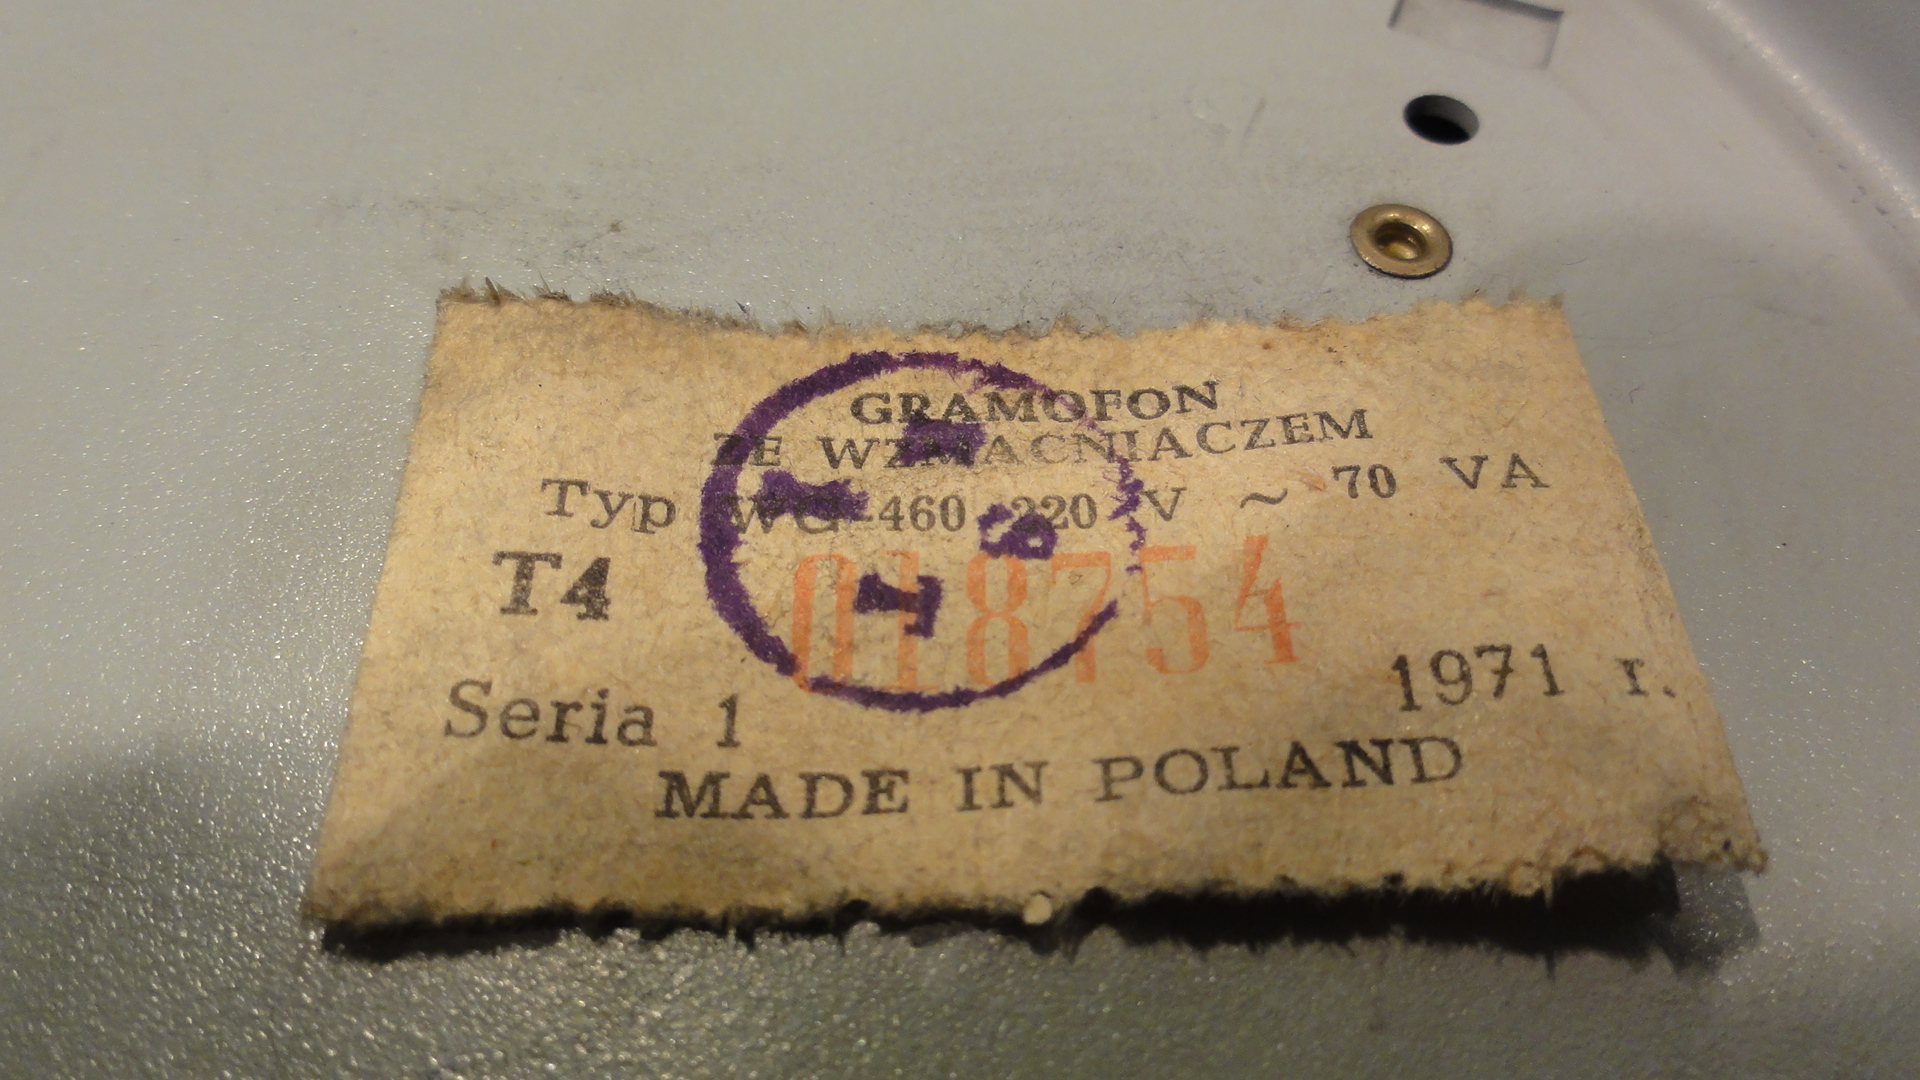 GRAMOFON
ZE WZMACNIACZEM
Typ WG-460 220 V ~ 70 VA
T4 018754
Seria 1 1971 r.
MADE IN POLAND